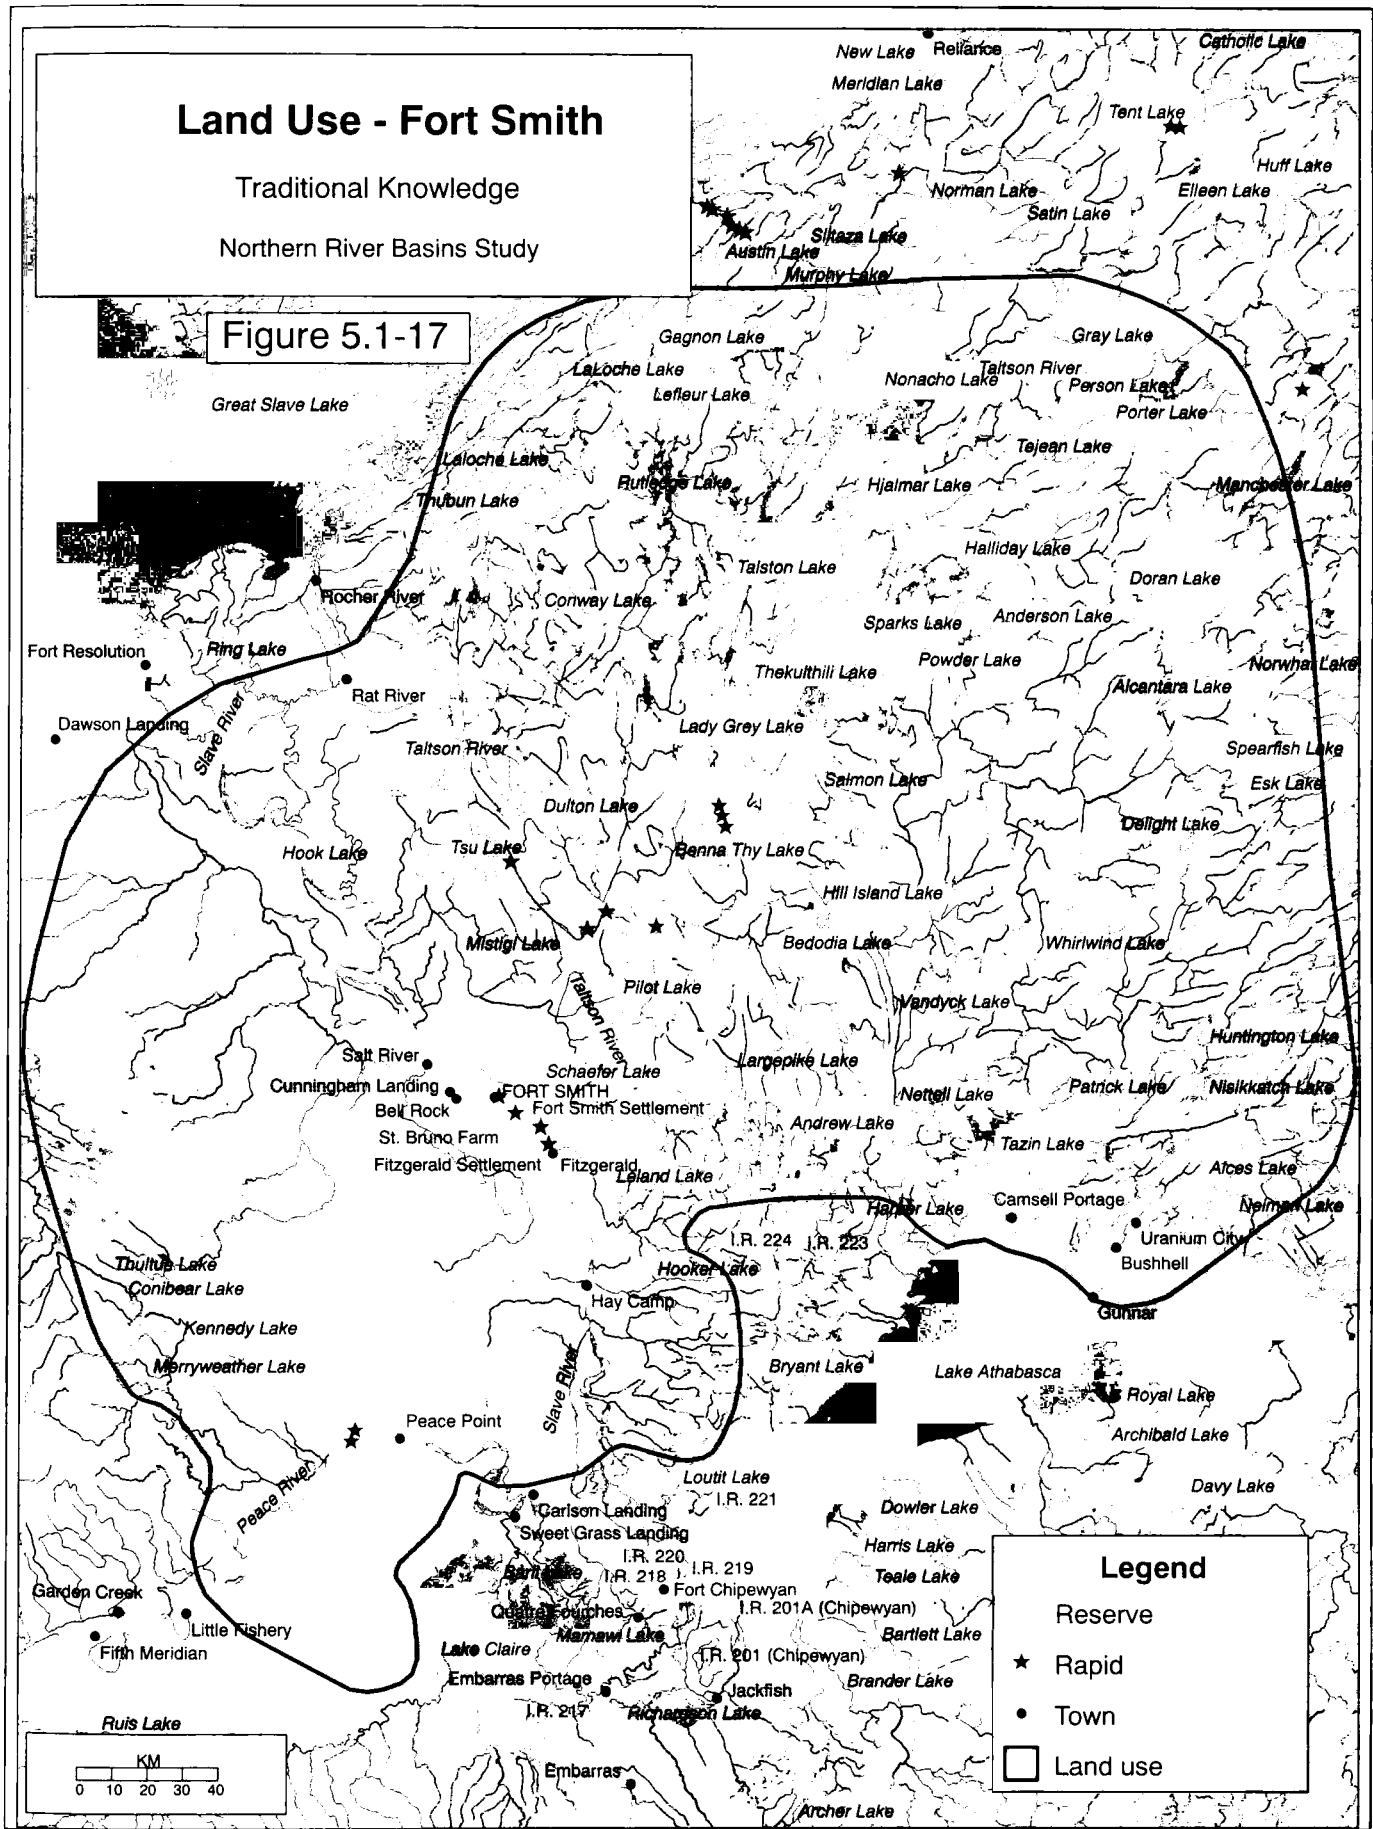 Land Use - Fort Smith
Traditional Knowledge
Northern River Basins Study
Figure 5.1-17
New Lake
Reliance
Catholic Lake
Meridian Lake
Tent Lake
Huff Lake
Norman Lake
Eileen Lake
Satin Lake
Siltaza Lake
Austin Lake
Murphy Lake
Gagnon Lake
Gray Lake
LaLoche Lake
Taltson River
Nonacho Lake
Person Lake
Lefleur Lake
Great Slave Lake
Porter Lake
Tejean Lake
Laloche Lake
Rutledge Lake
Hjalmar Lake
Manchester Lake
Thubun Lake
Halliday Lake
Talston Lake
Doran Lake
Rocher River
Conway Lake
Anderson Lake
Sparks Lake
Fort Resolution
Ring Lake
Powder Lake
Norwhal Lake
Thekulthili Lake
Rat River
Alcantara Lake
Dawson Landing
Slave River
Lady Grey Lake
Taltson River
Spearfish Lake
Salmon Lake
Esk Lake
Dulton Lake
Delight Lake
Hook Lake
Tsu Lake
Benna Thy Lake
Hill Island Lake
Mistigi Lake
Bedodia Lake
Whirlwind Lake
Pilot Lake
Taltson River
Vandyck Lake
Huntington Lake
Salt River
Schaefer Lake
Largepike Lake
Cunningham Landing
FORT SMITH
Nettell Lake
Patrick Lake
Nisikkatch Lake
Bell Rock
Fort Smith Settlement
Andrew Lake
St. Bruno Farm
Tazin Lake
Fitzgerald Settlement
Fitzgerald
Leland Lake
Alces Lake
Camsell Portage
Harper Lake
Neiman Lake
I.R. 224
I.R. 223
Uranium City
Thultue Lake
Hooker Lake
Bushhell
Conibear Lake
Hay Camp
Gunnar
Kennedy Lake
Merryweather Lake
Bryant Lake
Lake Athabasca
Slave River
Royal Lake
Peace Point
Archibald Lake
Peace River
Loutit Lake
I.R. 221
Davy Lake
Carlson Landing
Dowler Lake
Sweet Grass Landing
Harris Lake
I.R. 220
Baril Lake
I.R. 218
I.R. 219
Teale Lake
Garden Creek
Fort Chipewyan
Quatre Fourches
I.R. 201A (Chipewyan)
Little Fishery
Mamawi Lake
Bartlett Lake
Fifth Meridian
Lake Claire
I.R. 201 (Chipewyan)
Embarras Portage
Brander Lake
Jackfish
I.R. 217
Richardson Lake
Ruis Lake
Embarras
Archer Lake
KM
0 10 20 30 40
Legend
Reserve
Rapid
Town
Land use